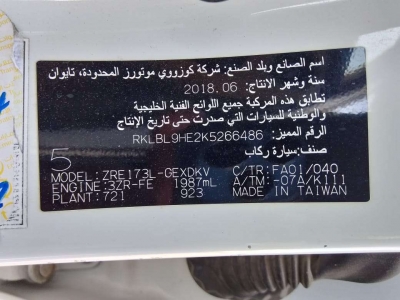 اسم الصانع وبلد الصنع: شركة كوزووي موتورز المحدودة، تايوان
سنة وشهر الانتاج: 2018.06
تطابق هذه المركبة جميع اللوائح الفنية الخليجية
والوطنية للسيارات التي صدرت حتى تاريخ الإنتاج
الرقم المميز: RKLBL9HE2K5266486
صنف: سيارة ركاب
5
MODEL: ZRE173L-GEXDKV C/TR: FA01/040
ENGINE: 3ZR-FE 1987mL A/TM: -07A/K111
PLANT: 721 923 MADE IN TAIWAN